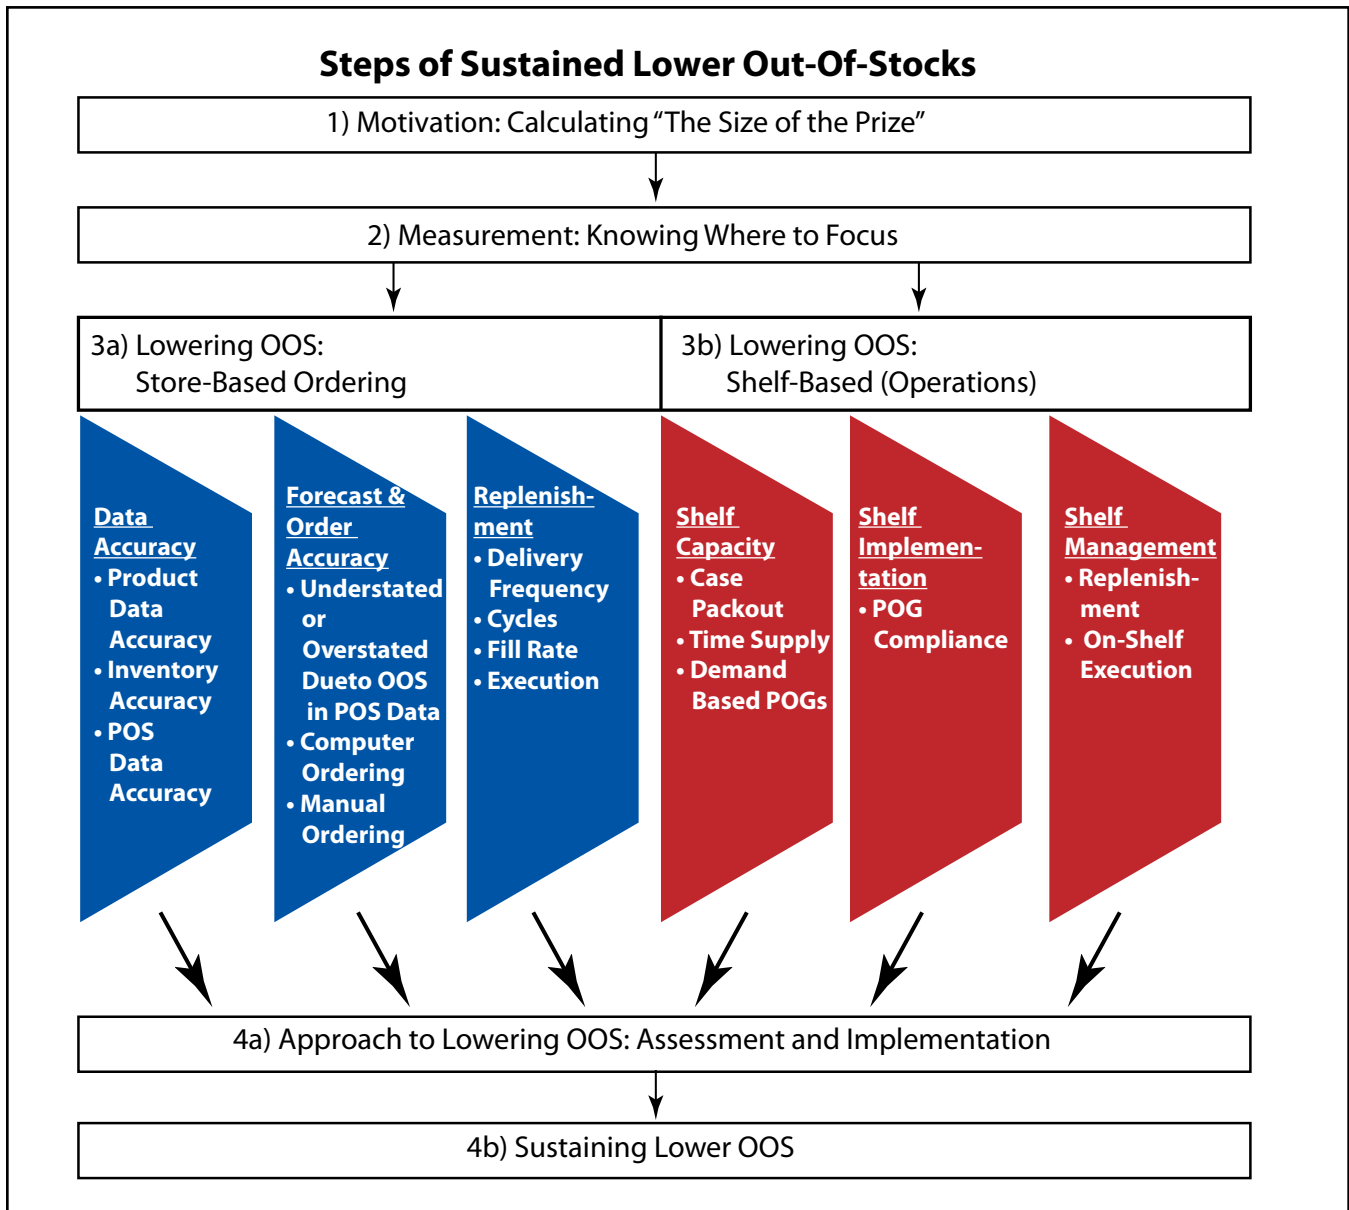 Steps of Sustained Lower Out-Of-Stocks
1) Motivation: Calculating “The Size of the Prize”
2) Measurement: Knowing Where to Focus
3a) Lowering OOS:
Store-Based Ordering
3b) Lowering OOS:
Shelf-Based (Operations)
Data
Accuracy
• Product
Data
Accuracy
• Inventory
Accuracy
• POS
Data
Accuracy
Forecast &
Order
Accuracy
• Understated
or
Overstated
Dueto OOS
in POS Data
• Computer
Ordering
• Manual
Ordering
Replenish-
ment
• Delivery
Frequency
• Cycles
• Fill Rate
• Execution
Shelf
Capacity
• Case
Packout
• Time Supply
• Demand
Based POGs
Shelf
Implemen-
tation
• POG
Compliance
Shelf
Management
• Replenish-
ment
• On-Shelf
Execution
4a) Approach to Lowering OOS: Assessment and Implementation
4b) Sustaining Lower OOS